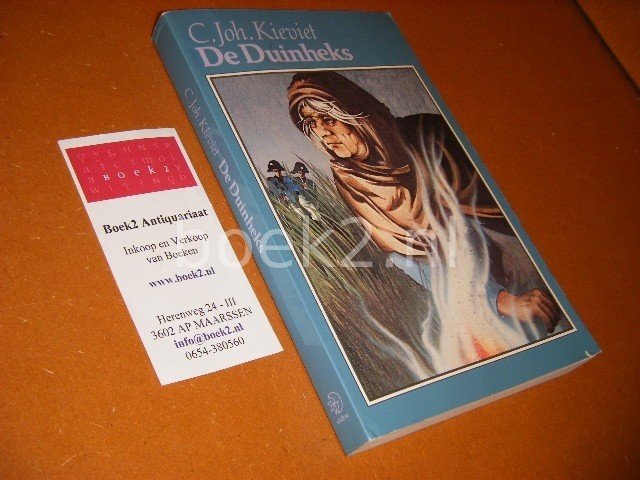 C. Joh. Kieviet
De Duinheks
C. Joh. Kieviet De Duinheks
BOEK2
Boek2 Antiquariaat
Inkoop en Verkoop
van Boeken
www.boek2.nl
Herenweg 24 - III
3602 AP MAARSSEN
info@boek2.nl
0654-380560
boek2.nl